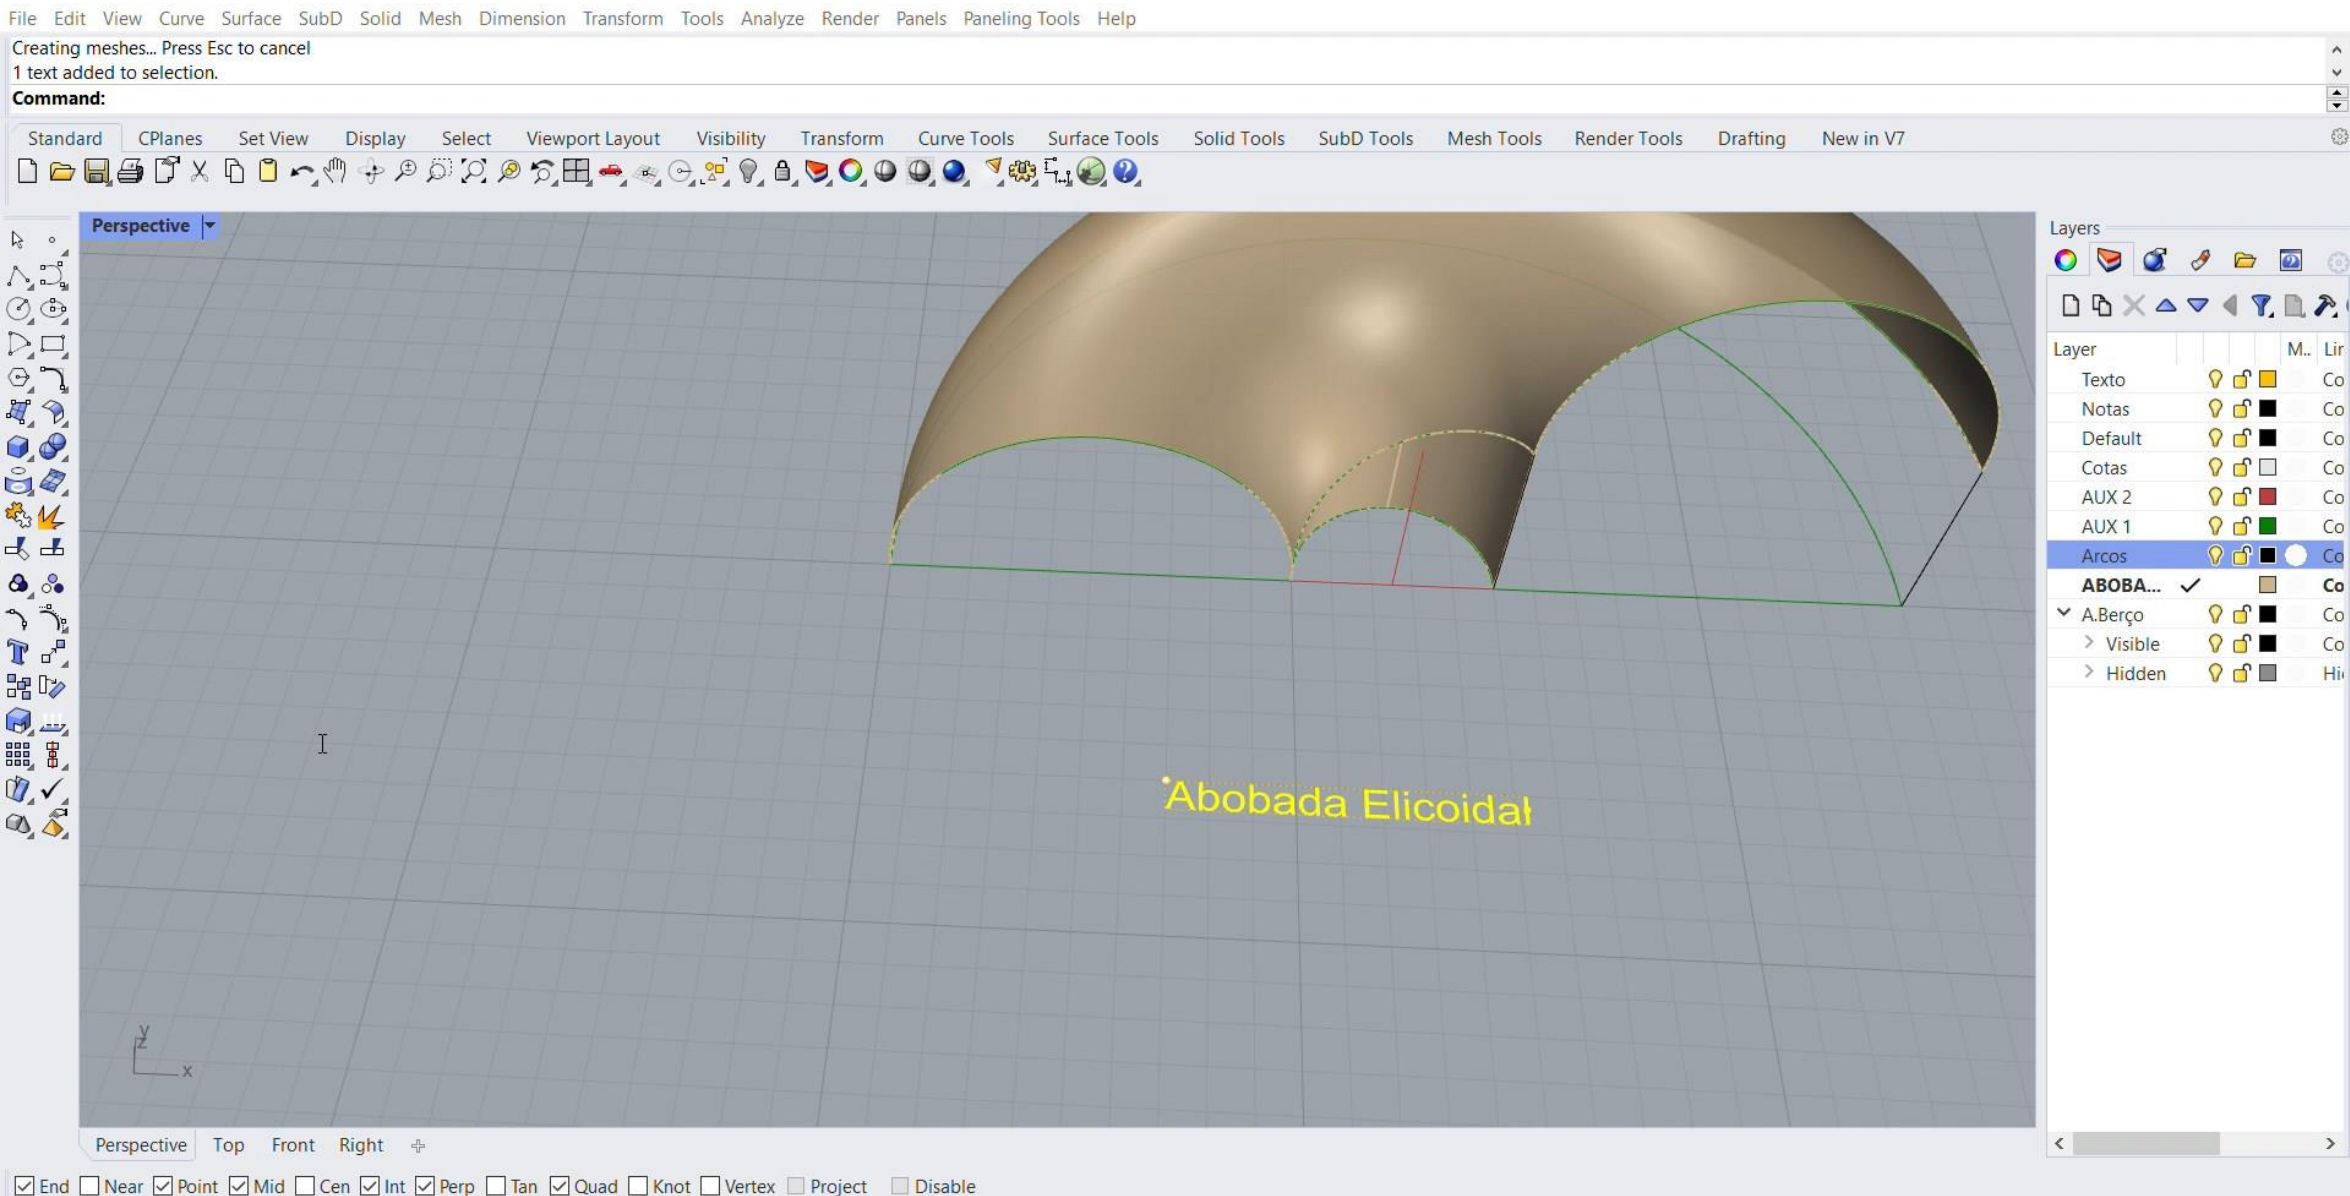 File Edit View Curve Surface SubD Solid Mesh Dimension Transform Tools Analyze Render Panels Paneling Tools Help
Creating meshes... Press Esc to cancel
1 text added to selection.
Command:
Standard CPlanes Set View Display Select Viewport Layout Visibility Transform Curve Tools Surface Tools Solid Tools SubD Tools Mesh Tools Render Tools Drafting New in V7
Perspective
Layers
Layer M.. Lir
Texto Co
Notas Co
Default Co
Cotas Co
AUX 2 Co
AUX 1 Co
Arcos Co
ABOBA... Co
A.Berço Co
Visible Co
Hidden Hi
Abobada Elicoidal
y
z
x
Perspective Top Front Right
End Near Point Mid Cen Int Perp Tan Quad Knot Vertex Project Disable